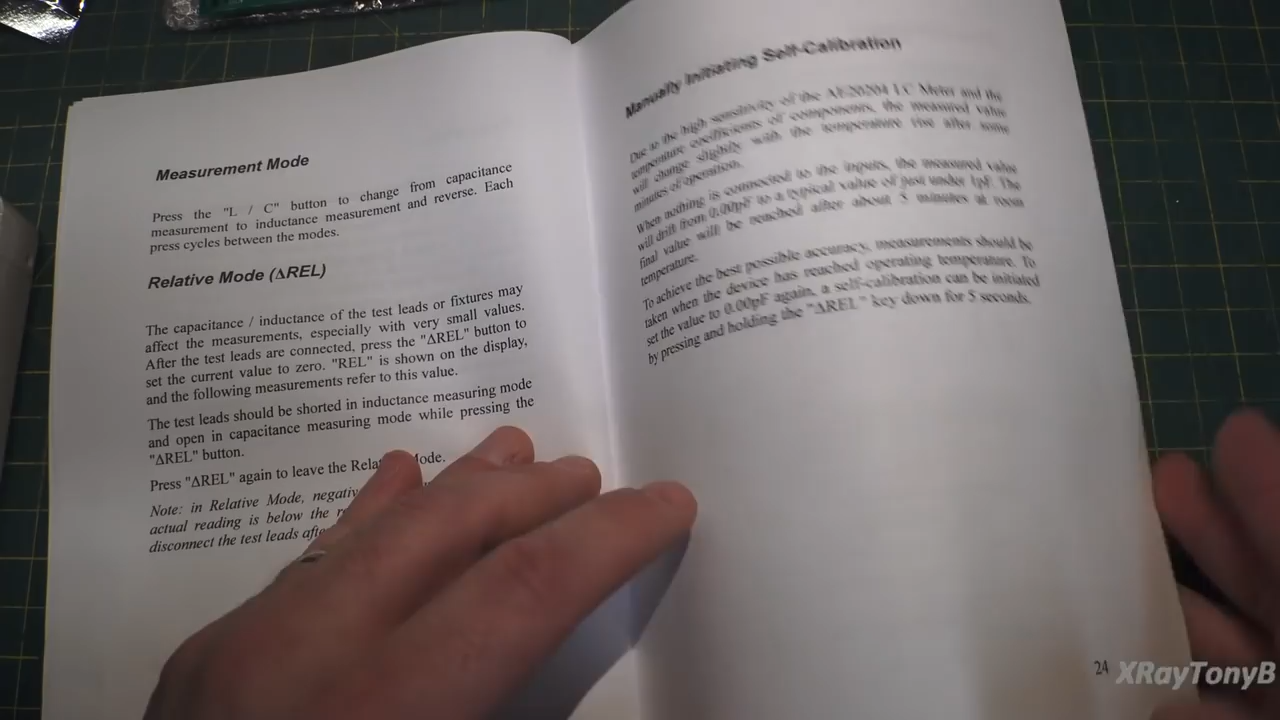 Measurement Mode
Press the "L / C" button to change from capacitance
measurement to inductance measurement and reverse. Each
press cycles between the modes.
Relative Mode (ΔREL)
The capacitance / inductance of the test leads or fixtures may
affect the measurements, especially with very small values.
After the test leads are connected, press the "ΔREL" button to
set the current value to zero. "REL" is shown on the display,
and the following measurements refer to this value.
The test leads should be shorted in inductance measuring mode
and open in capacitance measuring mode while pressing the
"ΔREL" button.
Press "ΔREL" again to leave the Mode.
Note: in Relative Mode,
actual reading is below the
disconnect the test leads
Manually Initiating Self-Calibration
Due to the high sensitivity of the AE20204 LC Meter and the
temperature coefficients of components, the measured value
will change slightly with the temperature rise after some
minutes of operation.
When nothing is connected to the inputs, the measured value
will drift from 0.00pF to a typical value of just under 1pF. The
final value will be reached after about 5 minutes at room
temperature.
To achieve the best possible accuracy, measurements should be
taken when the device has reached operating temperature. To
set the value to 0.00pF again, a self-calibration can be initiated
by pressing and holding the "ΔREL" key down for 5 seconds.
24
XRayTonyB